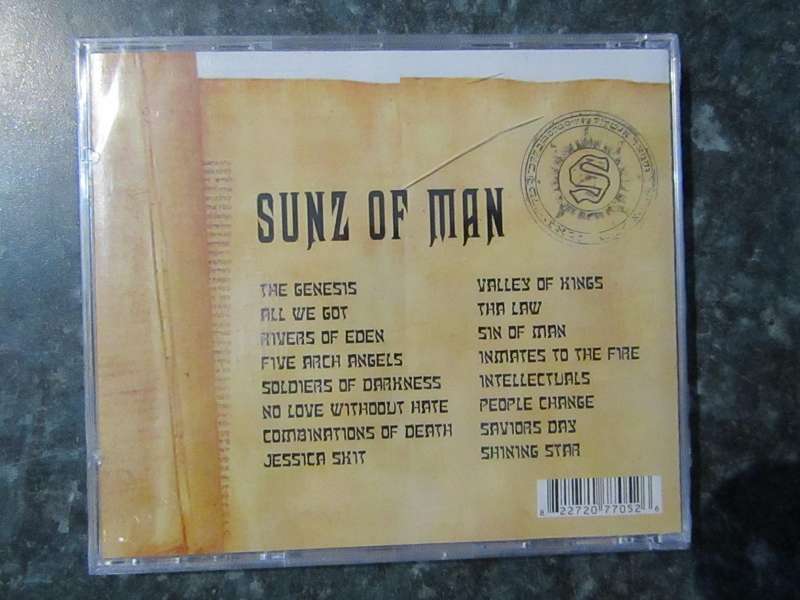 SUNZ OF MAN
THE GENESIS
ALL WE GOT
RIVERS OF EDEN
FIVE ARCH ANGELS
SOLDIERS OF DARKNESS
NO LOVE WITHOOUT HATE
COMBINATIONS OF DEATH
JESSICA SKIT
VALLEY OF KINGS
THA LAW
SIN OF MAN
INMATES TO THE FIRE
INTELLECTUALS
PEOPLE CHANGE
SAVIORS DAY
SHINING STAR
S
8 22720 77052 6